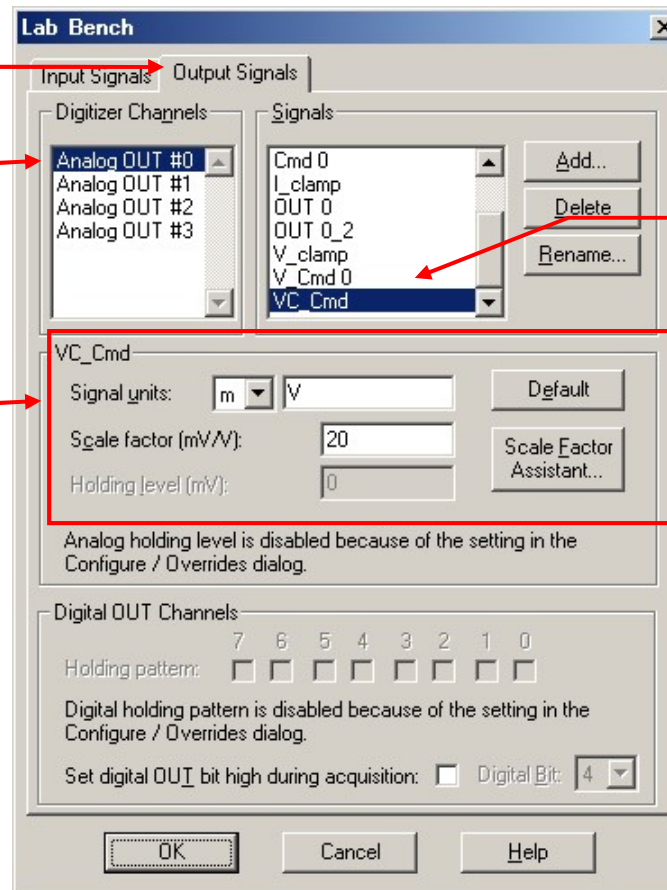 Lab Bench
Input Signals Output Signals
Digitizer Channels
Analog OUT #0
Analog OUT #1
Analog OUT #2
Analog OUT #3
Signals
Cmd 0
I_clamp
OUT 0
OUT 0_2
V_clamp
V_Cmd 0
VC_Cmd
Add...
Delete
Rename...
VC_Cmd
Signal units: m V
Default
Scale factor (mV/V): 20
Scale Factor
Assistant...
Holding level (mV): 0
Analog holding level is disabled because of the setting in the
Configure / Overrides dialog.
Digital OUT Channels
7 6 5 4 3 2 1 0
Holding pattern:
Digital holding pattern is disabled because of the setting in the
Configure / Overrides dialog.
Set digital OUT bit high during acquisition: Digital Bit: 4
OK Cancel Help